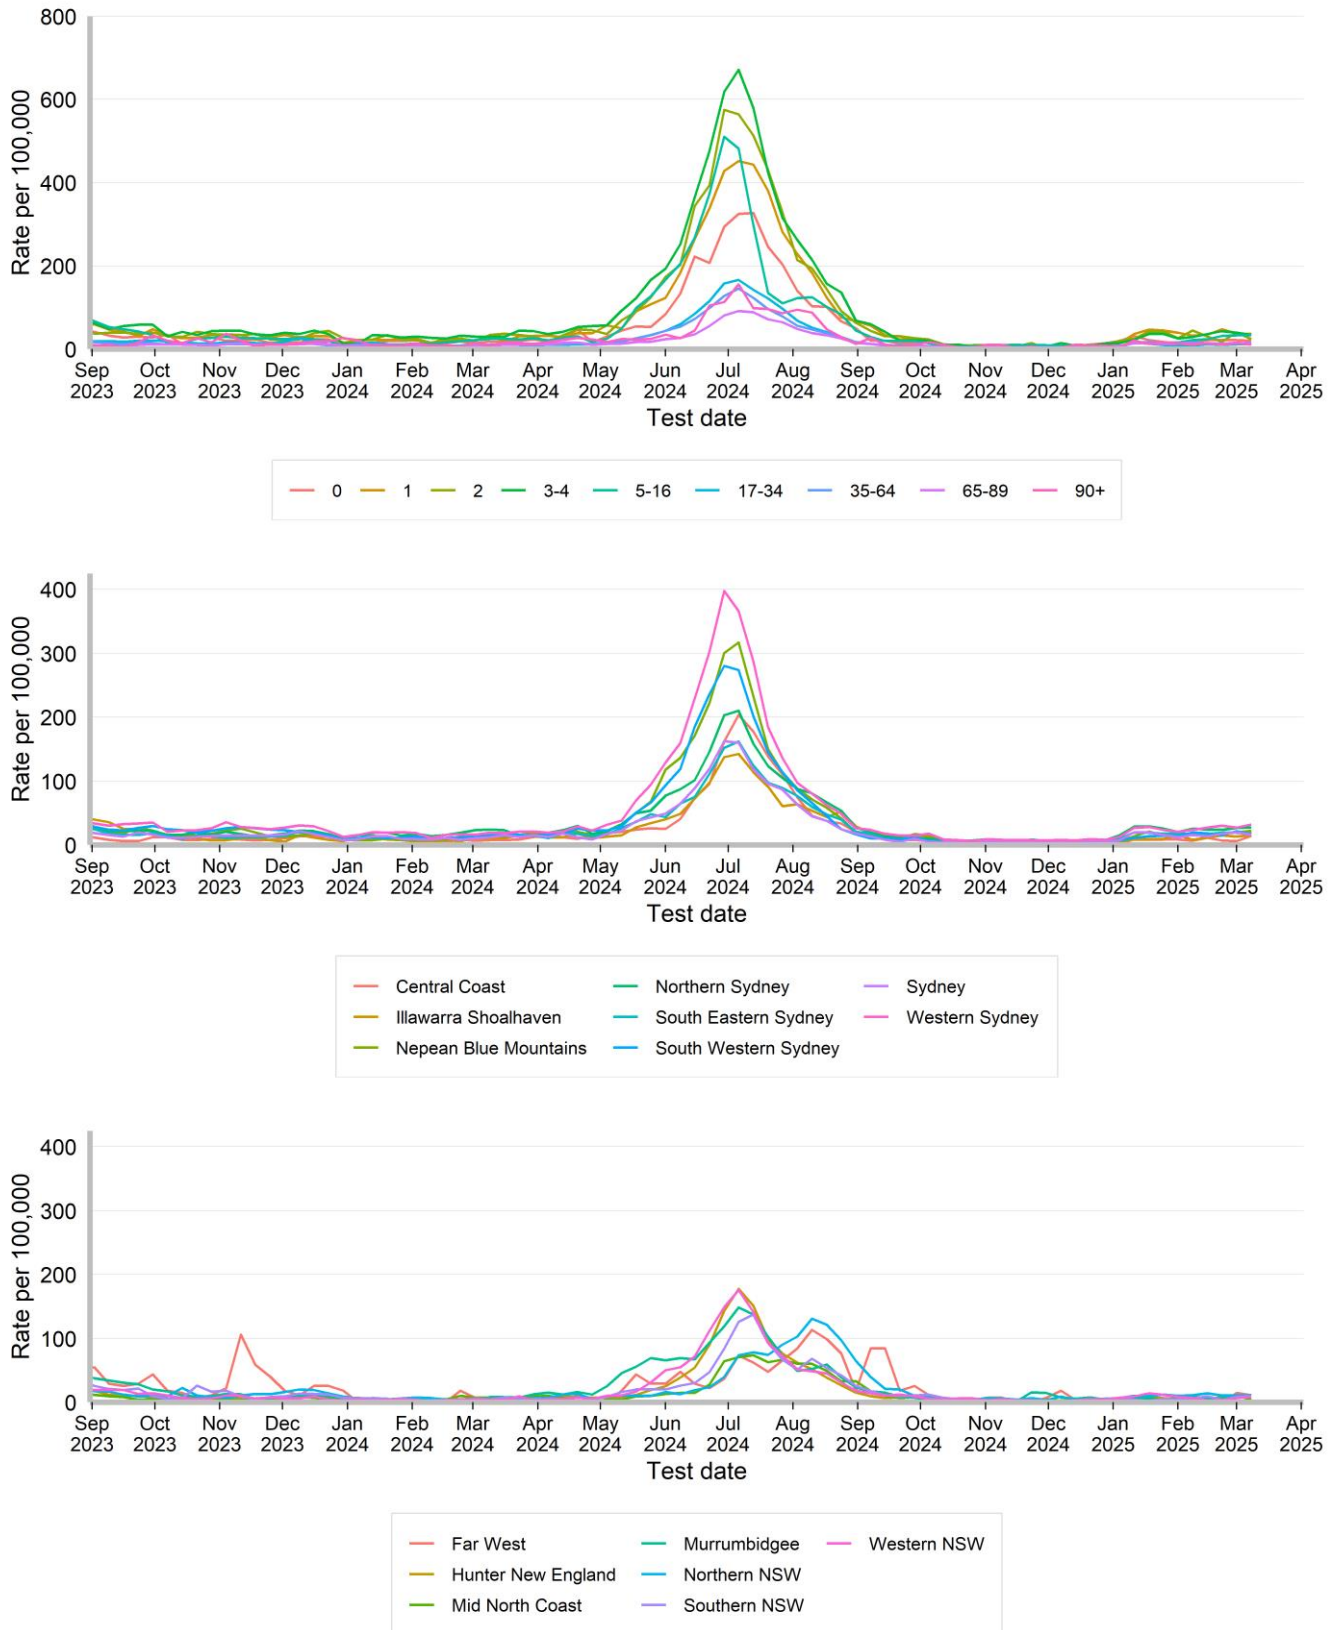 800
600
400
200
0
Rate per 100,000
Sep Oct Nov Dec Jan Feb Mar Apr May Jun Jul Aug Sep Oct Nov Dec Jan Feb Mar Apr
2023 2023 2023 2023 2024 2024 2024 2024 2024 2024 2024 2024 2024 2024 2024 2024 2025 2025 2025 2025
Test date
0 1 2 3-4 5-16 17-34 35-64 65-89 90+
400
300
200
100
0
Rate per 100,000
Sep Oct Nov Dec Jan Feb Mar Apr May Jun Jul Aug Sep Oct Nov Dec Jan Feb Mar Apr
2023 2023 2023 2023 2024 2024 2024 2024 2024 2024 2024 2024 2024 2024 2024 2024 2025 2025 2025 2025
Test date
Central Coast Northern Sydney Sydney
Illawarra Shoalhaven South Eastern Sydney Western Sydney
Nepean Blue Mountains South Western Sydney
400
300
200
100
0
Rate per 100,000
Sep Oct Nov Dec Jan Feb Mar Apr May Jun Jul Aug Sep Oct Nov Dec Jan Feb Mar Apr
2023 2023 2023 2023 2024 2024 2024 2024 2024 2024 2024 2024 2024 2024 2024 2024 2025 2025 2025 2025
Test date
Far West Murrumbidgee Western NSW
Hunter New England Northern NSW
Mid North Coast Southern NSW